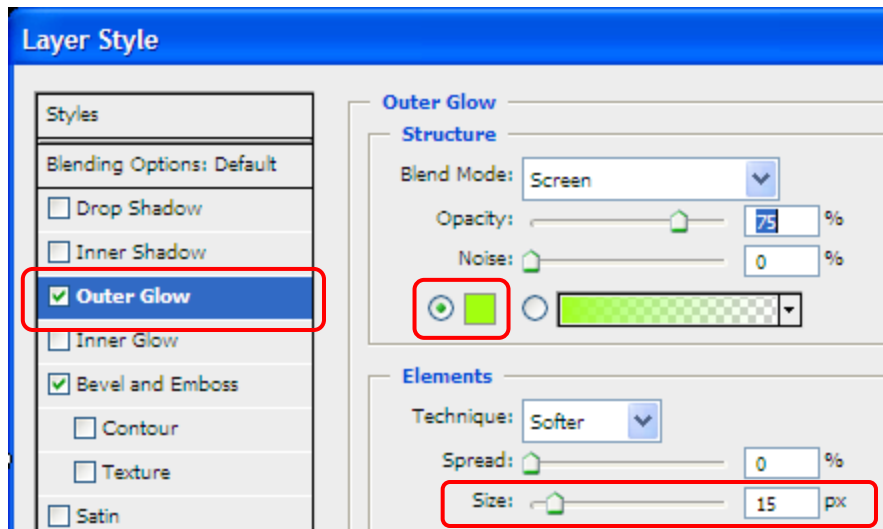 Layer Style
Styles
Blending Options: Default
Drop Shadow
Inner Shadow
Outer Glow
Inner Glow
Bevel and Emboss
Contour
Texture
Satin
Outer Glow
Structure
Blend Mode: Screen
Opacity: 75 %
Noise: 0 %
Elements
Technique: Softer
Spread: 0 %
Size: 15 px